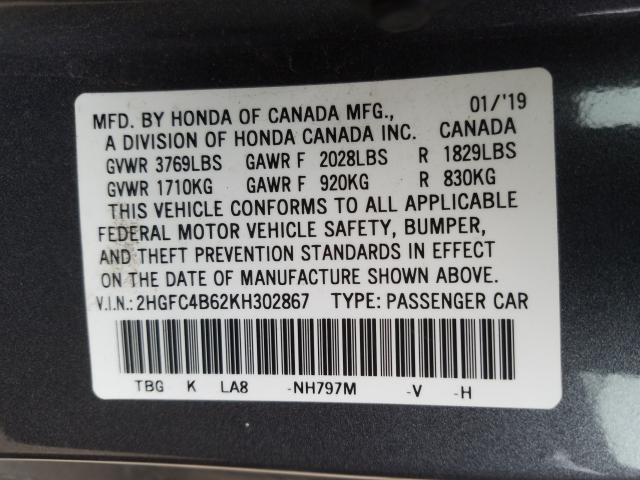 MFD. BY HONDA OF CANADA MFG., 01/'19
A DIVISION OF HONDA CANADA INC. CANADA
GVWR 3769LBS GAWR F 2028LBS R 1829LBS
GVWR 1710KG GAWR F 920KG R 830KG
THIS VEHICLE CONFORMS TO ALL APPLICABLE
FEDERAL MOTOR VEHICLE SAFETY, BUMPER,
AND THEFT PREVENTION STANDARDS IN EFFECT
ON THE DATE OF MANUFACTURE SHOWN ABOVE.
V.I.N.: 2HGFC4B62KH302867 TYPE: PASSENGER CAR
TBG K LA8 -NH797M -V -H